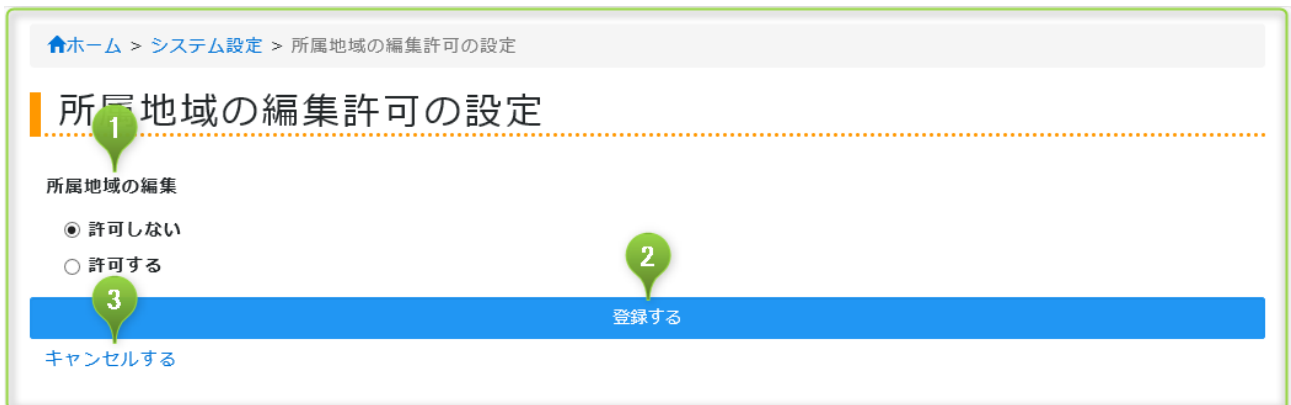 ホーム > システム設定 > 所属地域の編集許可の設定
所属地域の編集許可の設定
1
所属地域の編集
許可しない
許可する
2
登録する
3
キャンセルする